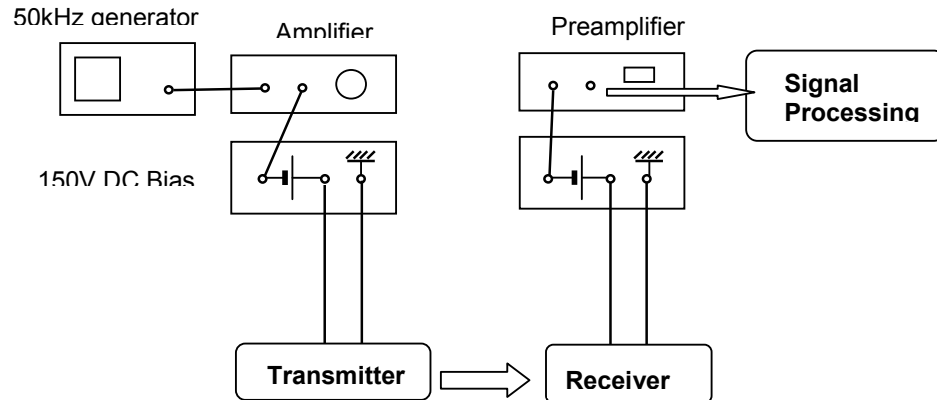 50kHz generator
Amplifier
Preamplifier
Signal
Processing
150V DC Bias
Transmitter
Receiver